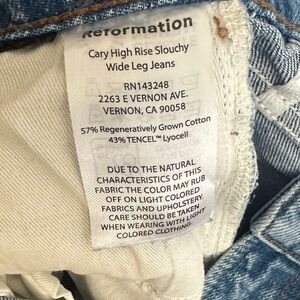 Reformation
Cary High Rise Slouchy
Wide Leg Jeans
RN143248
2263 E VERNON AVE.
VERNON, CA 90058
57% Regeneratively Grown Cotton
43% TENCEL™ Lyocell
DUE TO THE NATURAL
CHARACTERISTICS OF THIS
FABRIC THE COLOR MAY RUB
OFF ON LIGHT COLORED
FABRICS AND UPHOLSTERY.
CARE SHOULD BE TAKEN
WHEN WEARING WITH LIGHT
COLORED CLOTHING.